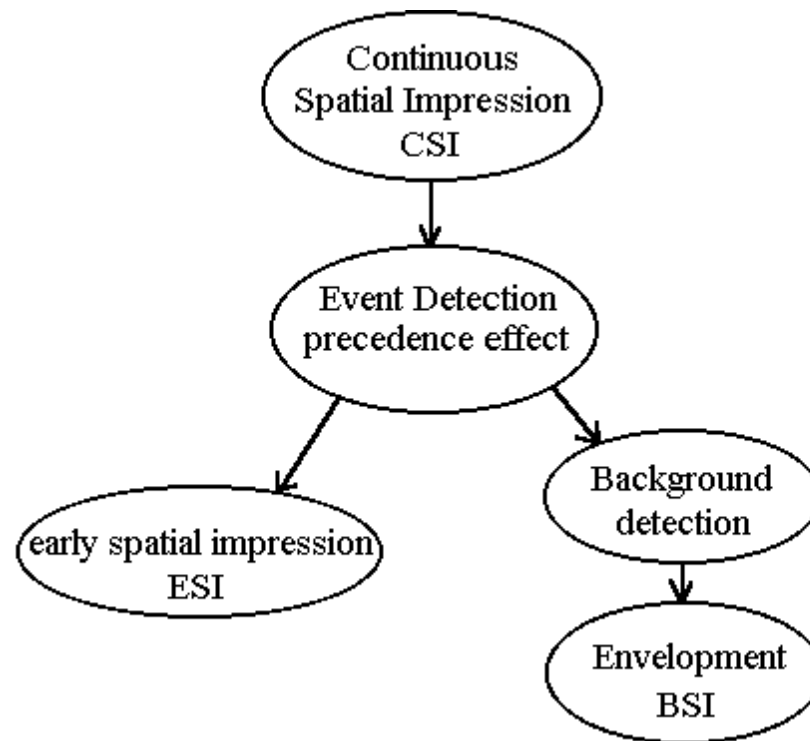 Continuous
Spatial Impression
CSI
Event Detection
precedence effect
early spatial impression
ESI
Background
detection
Envelopment
BSI